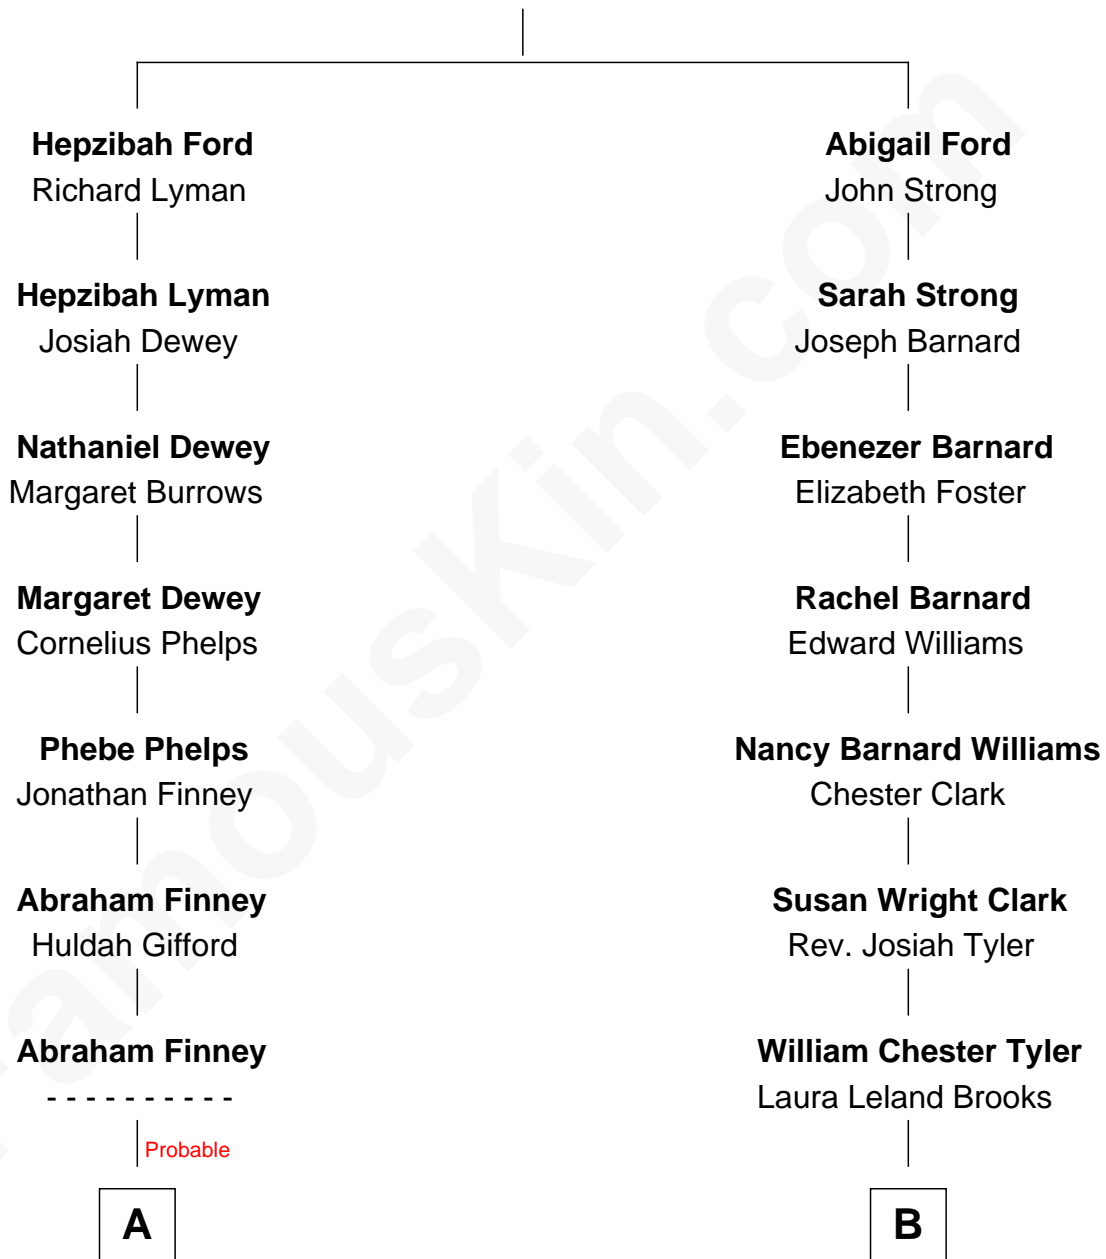 Hepzibah Ford
Richard Lyman
Abigail Ford
John Strong
Hepzibah Lyman
Josiah Dewey
Sarah Strong
Joseph Barnard
Nathaniel Dewey
Margaret Burrows
Ebenezer Barnard
Elizabeth Foster
Margaret Dewey
Cornelius Phelps
Rachel Barnard
Edward Williams
Phebe Phelps
Jonathan Finney
Nancy Barnard Williams
Chester Clark
Abraham Finney
Huldah Gifford
Susan Wright Clark
Rev. Josiah Tyler
Abraham Finney
- - - - - - - - - -
William Chester Tyler
Laura Leland Brooks
Probable
A
B
FamousKin.com